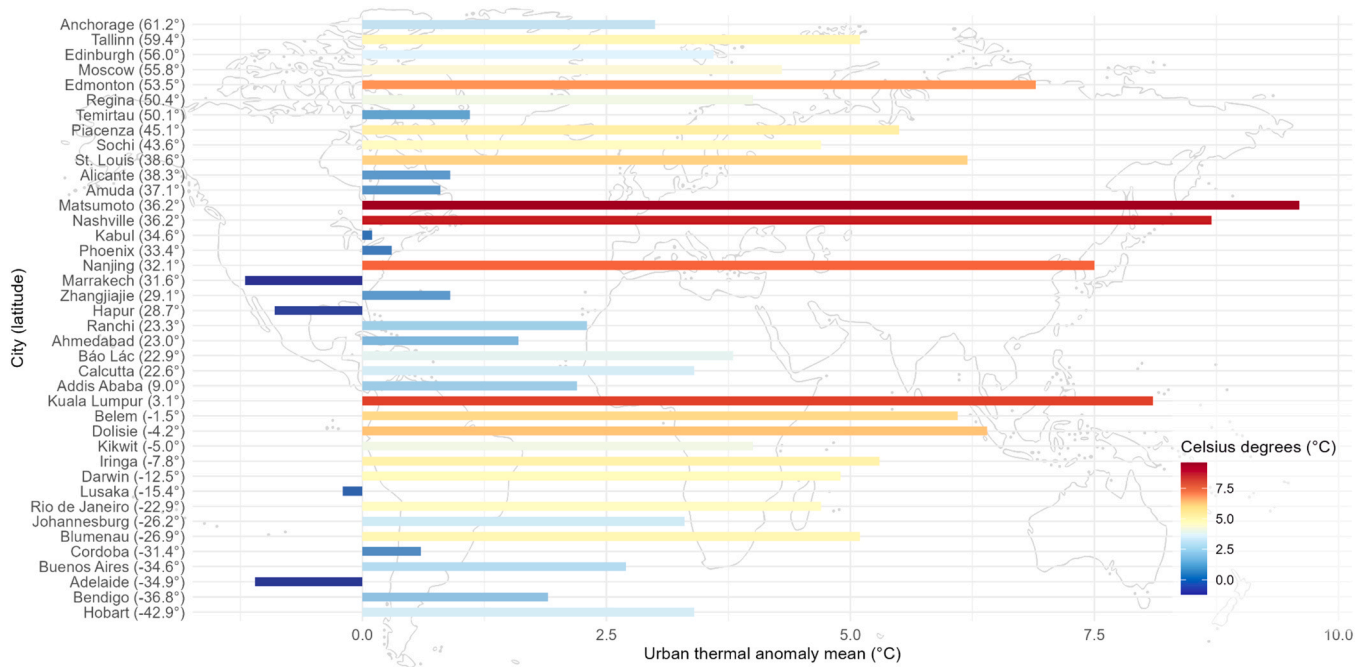 Anchorage (61.2°)
Tallinn (59.4°)
Edinburgh (56.0°)
Moscow (55.8°)
Edmonton (53.5°)
Regina (50.4°)
Temirtau (50.1°)
Piacenza (45.1°)
Sochi (43.6°)
St. Louis (38.6°)
Alicante (38.3°)
Amuda (37.1°)
Matsumoto (36.2°)
Nashville (36.2°)
Kabul (34.6°)
Phoenix (33.4°)
Nanjing (32.1°)
Marrakech (31.6°)
Zhangjiajie (29.1°)
Hapur (28.7°)
Ranchi (23.3°)
Ahmedabad (23.0°)
Báo Lác (22.9°)
Calcutta (22.6°)
Addis Ababa (9.0°)
Kuala Lumpur (3.1°)
Belem (-1.5°)
Dolisie (-4.2°)
Kikwit (-5.0°)
Iringa (-7.8°)
Darwin (-12.5°)
Lusaka (-15.4°)
Rio de Janeiro (-22.9°)
Johannesburg (-26.2°)
Blumenau (-26.9°)
Cordoba (-31.4°)
Buenos Aires (-34.6°)
Adelaide (-34.9°)
Bendigo (-36.8°)
Hobart (-42.9°)
City (latitude)
0.0 2.5 5.0 7.5 10.0
Urban thermal anomaly mean (°C)
Celsius degrees (°C)
7.5
5.0
2.5
0.0